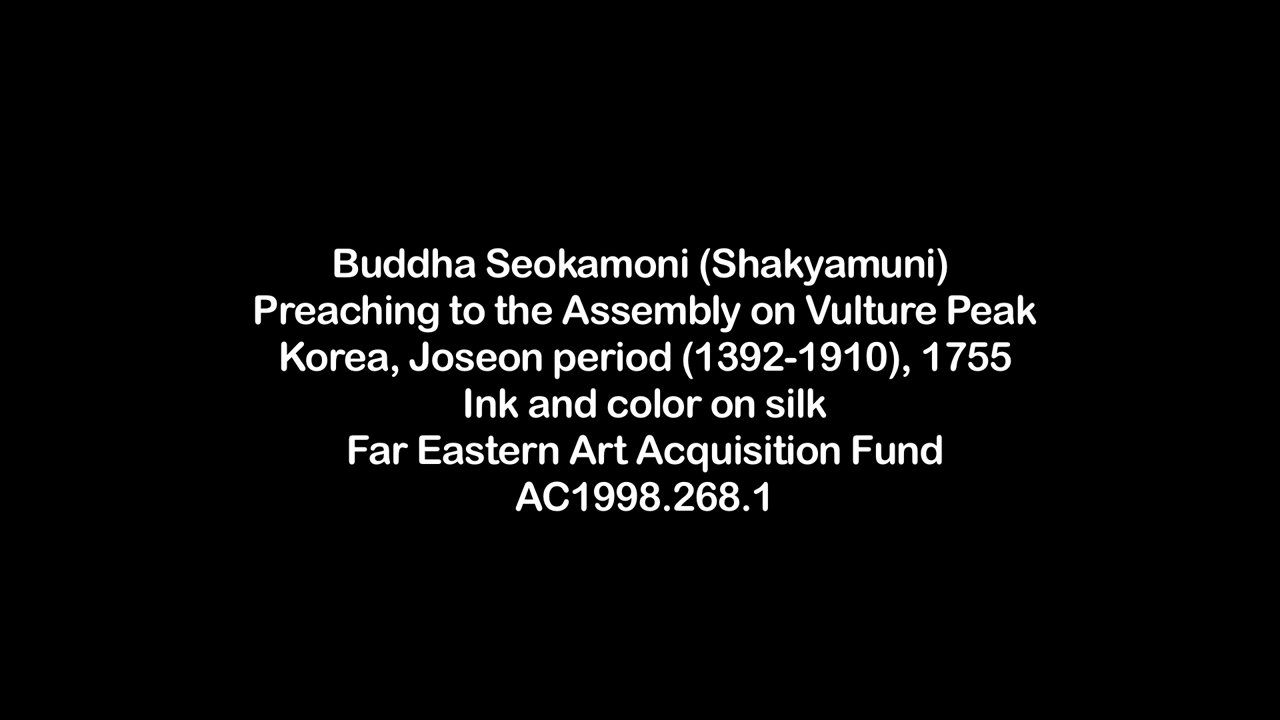 Buddha Seokamoni (Shakyamuni)
Preaching to the Assembly on Vulture Peak
Korea, Joseon period (1392-1910), 1755
Ink and color on silk
Far Eastern Art Acquisition Fund
AC1998.268.1